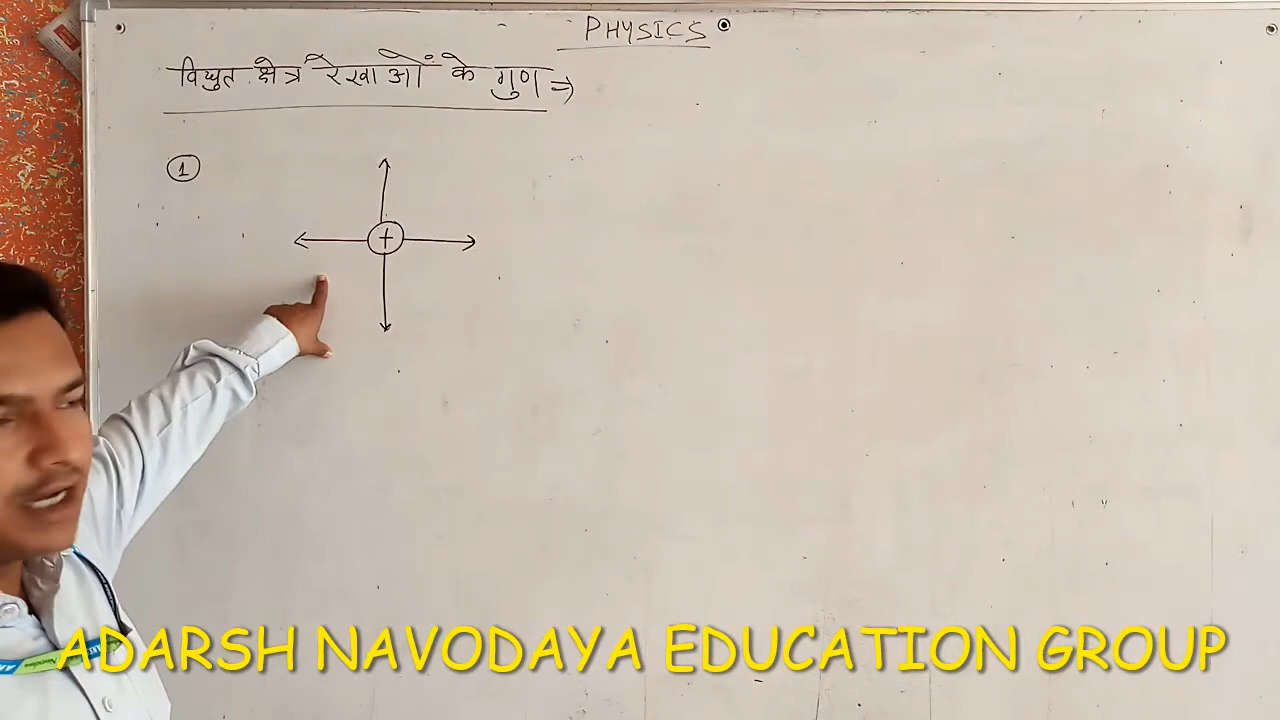 PHYSICS
विद्युत क्षेत्र रेखाओं के गुण ⇒
1
+
ADARSH NAVODAYA EDUCATION GROUP